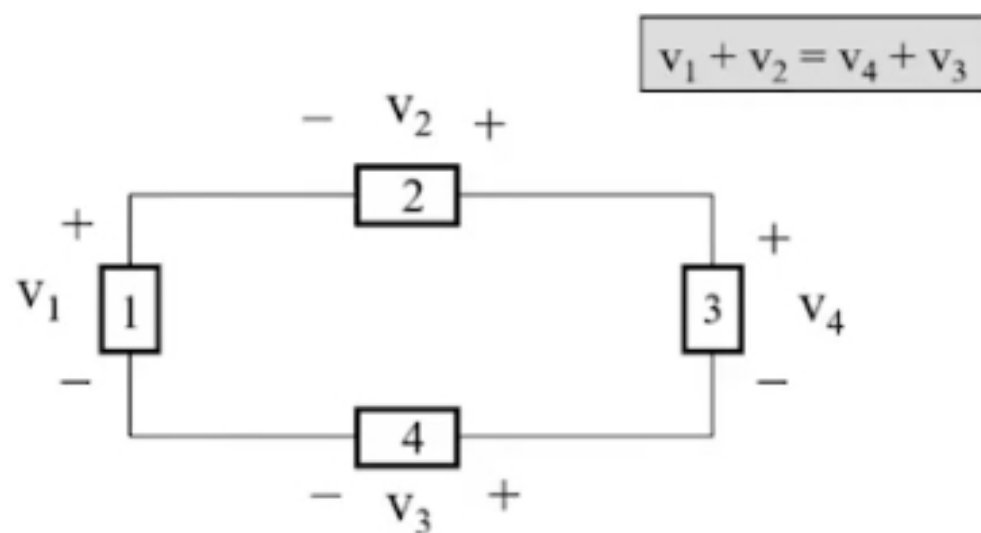 v₁ + v₂ = v₄ + v₃
− v₂ +
2
+
v₁
−
1
3
+
v₄
−
4
− v₃ +